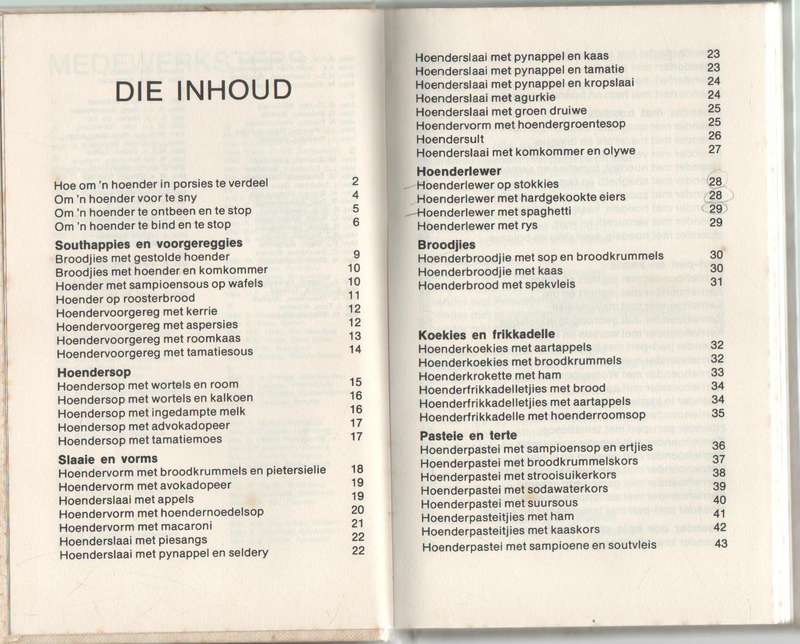 MEDEWERKSTERS
DIE INHOUD
Hoe om 'n hoender in porsies te verdeel 2
Om 'n hoender voor te sny 4
Om 'n hoender te ontbeen en te stop 5
Om 'n hoender te bind en te stop 6
Southappies en voorgereggies
Broodjies met gestolde hoender 9
Broodjies met hoender en komkommer 10
Hoender met sampioensous op wafels 10
Hoender op roosterbrood 11
Hoendervoorgereg met kerrie 12
Hoendervoorgereg met aspersies 12
Hoendervoorgereg met roomkaas 13
Hoendervoorgereg met tamatiesous 14
Hoendersop
Hoendersop met wortels en room 15
Hoendersop met wortels en kalkoen 16
Hoendersop met ingedampte melk 16
Hoendersop met advokadopeer 17
Hoendersop met tamatiemoes 17
Slaaie en vorms
Hoendervorm met broodkrummels en pietersielie 18
Hoendervorm met avokadopeer 19
Hoenderslaai met appels 19
Hoendervorm met hoendernoedelsop 20
Hoendervorm met macaroni 21
Hoenderslaai met piesangs 22
Hoenderslaai met pynappel en seldery 22
Hoenderslaai met pynappel en kaas 23
Hoenderslaai met pynappel en tamatie 23
Hoenderslaai met pynappel en kropslaai 24
Hoenderslaai met agurkie 24
Hoenderslaai met groen druiwe 25
Hoendervorm met hoendergroentesop 25
Hoendersult 26
Hoenderslaai met komkommer en olywe 27
Hoenderlewer
Hoenderlewer op stokkies 28
Hoenderlewer met hardgekookte eiers 28
Hoenderlewer met spaghetti 29
Hoenderlewer met rys 29
Broodjies
Hoenderbroodjie met sop en broodkrummels 30
Hoenderbroodjie met kaas 30
Hoenderbrood met spekvleis 31
Koekies en frikkadelle
Hoenderkoekies met aartappels 32
Hoenderkoekies met broodkrummels 32
Hoenderkrokette met ham 33
Hoenderfrikkadelletjies met brood 34
Hoenderfrikkadelletjies met aartappels 34
Hoenderfrikkadelle met hoenderroomsop 35
Pasteie en terte
Hoenderpastei met sampioensop en ertjies 36
Hoenderpastei met broodkrummelskors 37
Hoenderpastei met strooisuikerkors 38
Hoenderpastei met sodawaterkors 39
Hoenderpastei met suursous 40
Hoenderpasteitjies met ham 41
Hoenderpasteitjies met kaaskors 42
Hoenderpastei met sampioene en soutvleis 43